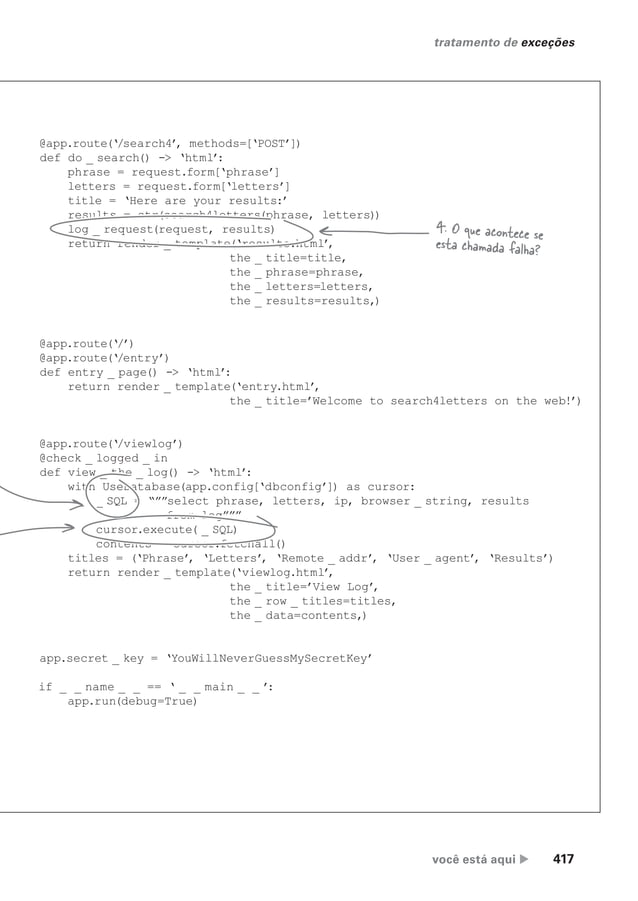 tratamento de exceções
@app.route(‘/search4’, methods=[‘POST’])
def do _ search() -> ‘html’:
phrase = request.form[‘phrase’]
letters = request.form[‘letters’]
title = ‘Here are your results:’
results = str(search4letters(phrase, letters))
log _ request(request, results)
return render _ template(‘results.html’,
the _ title=title,
the _ phrase=phrase,
the _ letters=letters,
the _ results=results,)
4. O que acontece se
esta chamada falha?
@app.route(‘/’)
@app.route(‘/entry’)
def entry _ page() -> ‘html’:
return render _ template(‘entry.html’,
the _ title=’Welcome to search4letters on the web!’)
@app.route(‘/viewlog’)
@check _ logged _ in
def view _ the _ log() -> ‘html’:
with UseDatabase(app.config[‘dbconfig’]) as cursor:
_ SQL = “””select phrase, letters, ip, browser _ string, results
from log”””
cursor.execute( _ SQL)
contents = cursor.fetchall()
titles = (‘Phrase’, ‘Letters’, ‘Remote _ addr’, ‘User _ agent’, ‘Results’)
return render _ template(‘viewlog.html’,
the _ title=’View Log’,
the _ row _ titles=titles,
the _ data=contents,)
app.secret _ key = ‘YouWillNeverGuessMySecretKey’
if _ _ name _ _ == ‘ _ _ main _ _ ’:
app.run(debug=True)
você está aqui ▶ 417